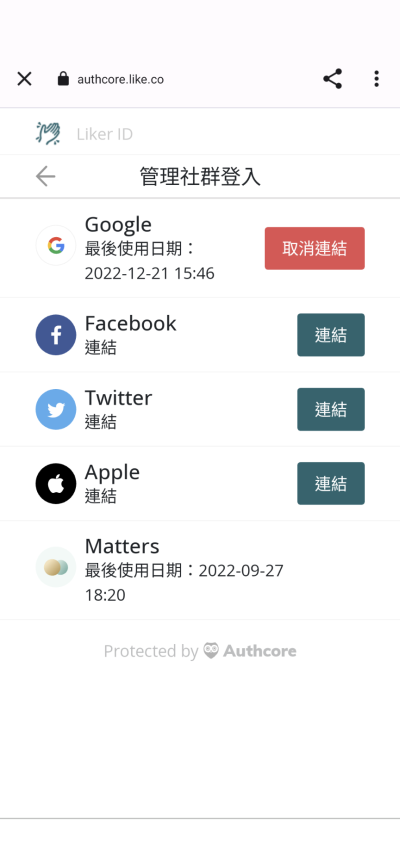 authcore.like.co
Liker ID
管理社群登入
Google
最後使用日期：
2022-12-21 15:46
取消連結
Facebook
連結
連結
Twitter
連結
連結
Apple
連結
連結
Matters
最後使用日期：2022-09-27
18:20
Protected by Authcore